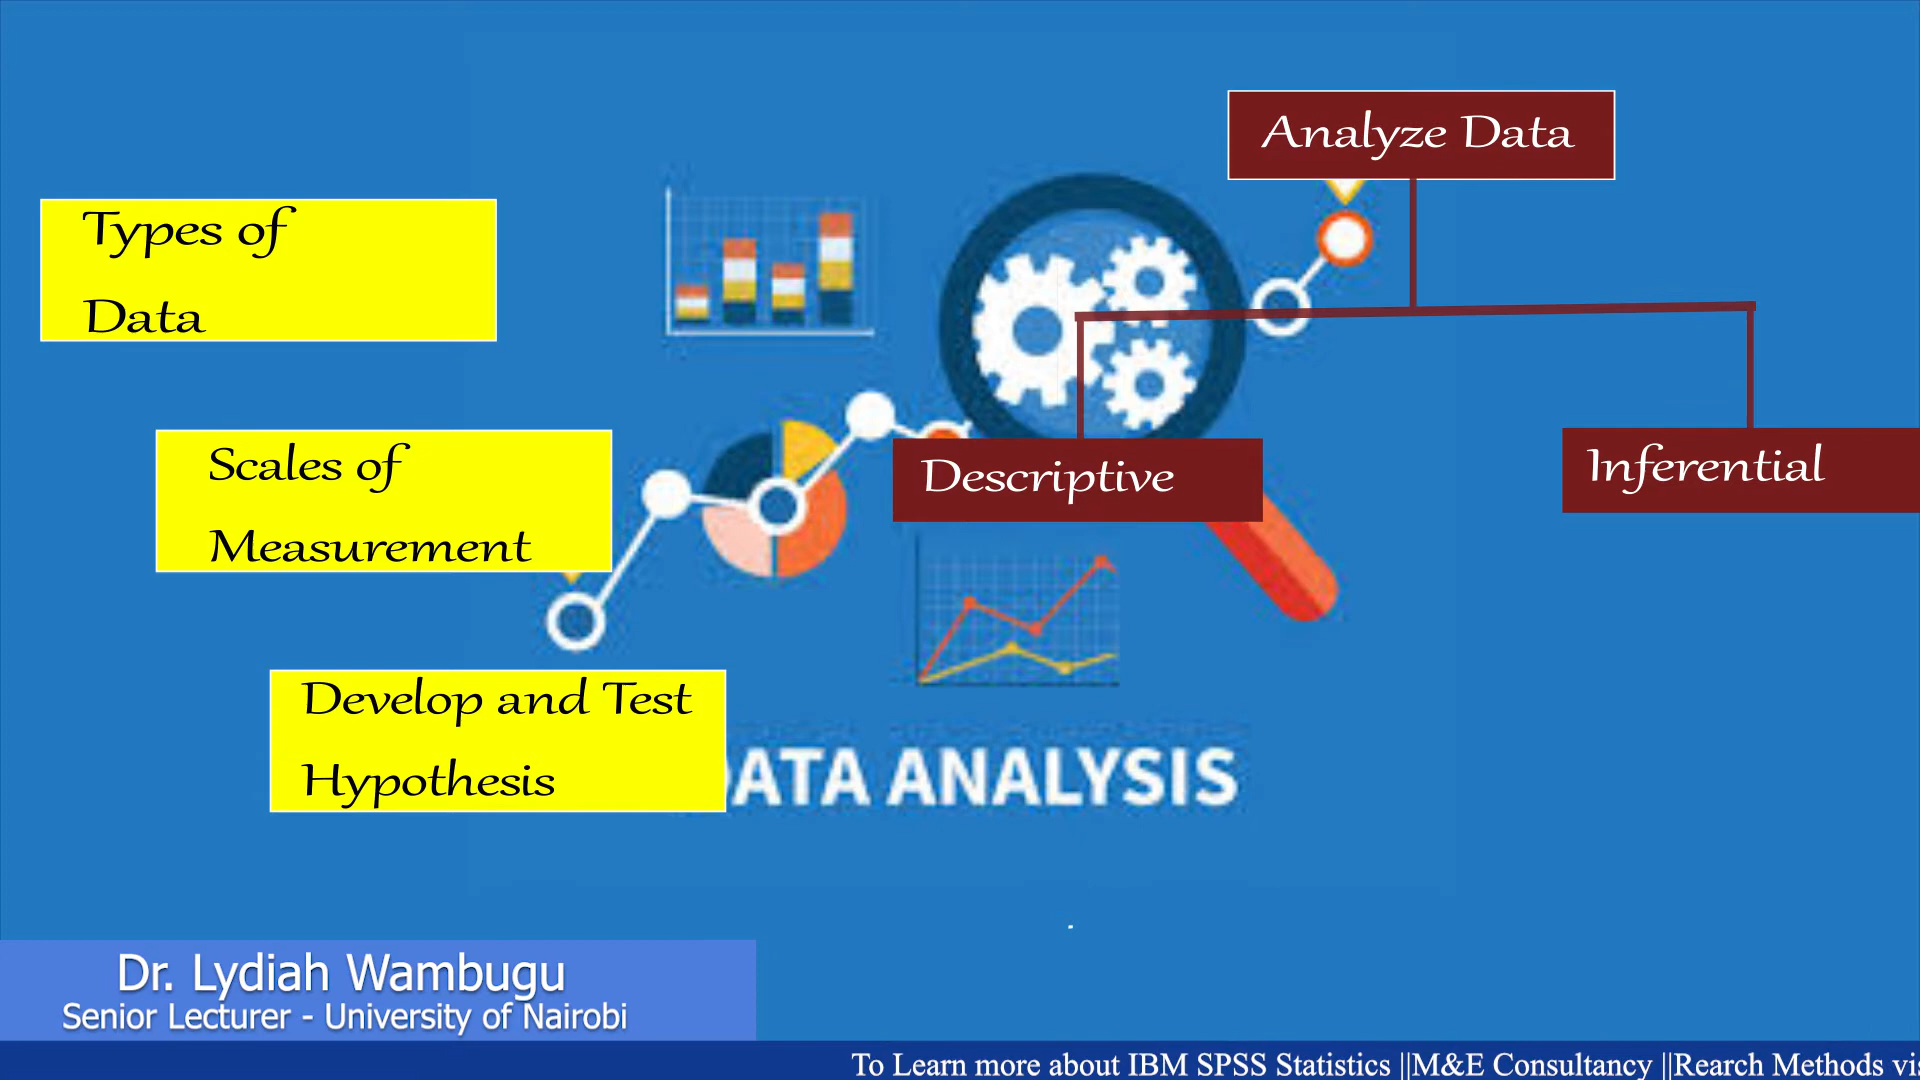 Analyze Data
Types of
Data
Scales of
Measurement
Descriptive
Inferential
Develop and Test
Hypothesis
ATA ANALYSIS
Dr. Lydiah Wambugu
Senior Lecturer - University of Nairobi
To Learn more about IBM SPSS Statistics ||M&E Consultancy ||Rearch Methods vis